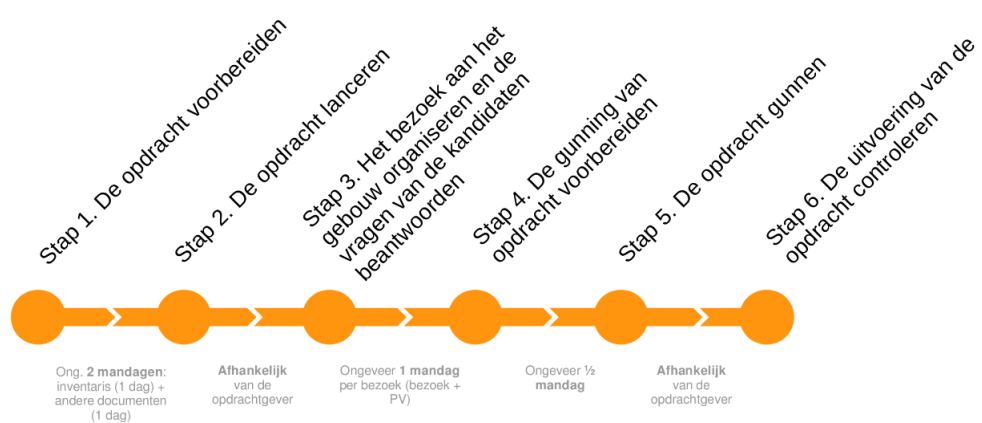 Stap 1. De opdracht voorbereiden
Stap 2. De opdracht lanceren
Stap 3. Het bezoek aan het
gebouw organiseren en de
vragen van de kandidaten
beantwoorden
Stap 4. De gunning van
opdracht voorbereiden
Stap 5. De opdracht gunnen
Stap 6. De uitvoering van de
opdracht controleren
Ong. 2 mandagen:
inventaris (1 dag) +
andere documenten
(1 dag)
Afhankelijk
van de
opdrachtgever
Ongeveer 1 mandag
per bezoek (bezoek +
PV)
Ongeveer ½
mandag
Afhankelijk
van de
opdrachtgever